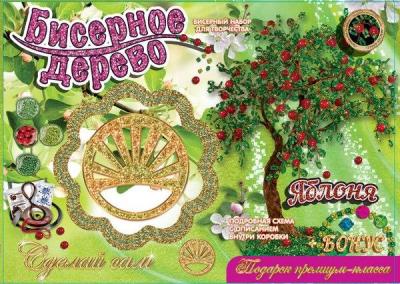 Бисерное
дерево
БИСЕРНЫЙ НАБОР
ДЛЯ ТВОРЧЕСТВА
Яблоня
ПОДРОБНАЯ СХЕМА
С ОПИСАНИЕМ
ВНУТРИ КОРОБКИ
+ БОНУС
Сделай сам
Подарок премиум-класса